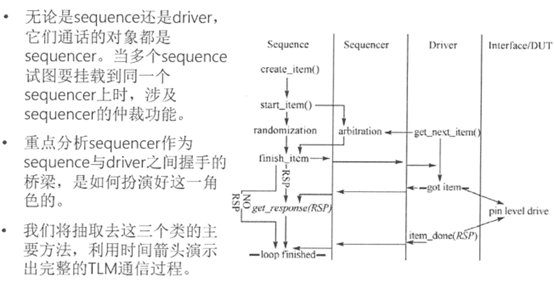 • 无论是sequence还是driver，
它们通话的对象都是
sequencer。当多个sequence
试图要挂载到同一个
sequencer上时，涉及
sequencer的仲裁功能。
• 重点分析sequencer作为
sequence与driver之间握手的
桥梁，是如何扮演好这一角
色的。
• 我们将抽取去这三个类的主
要方法，利用时间箭头演示
出完整的TLM通信过程。
Sequence Sequencer Driver Interface/DUT
create_item()
start_item()
randomization arbitration get_next_item()
finish_item
RSP
NO RSP
got item
get_response(RSP)
pin level drive
item_done(RSP)
loop finished